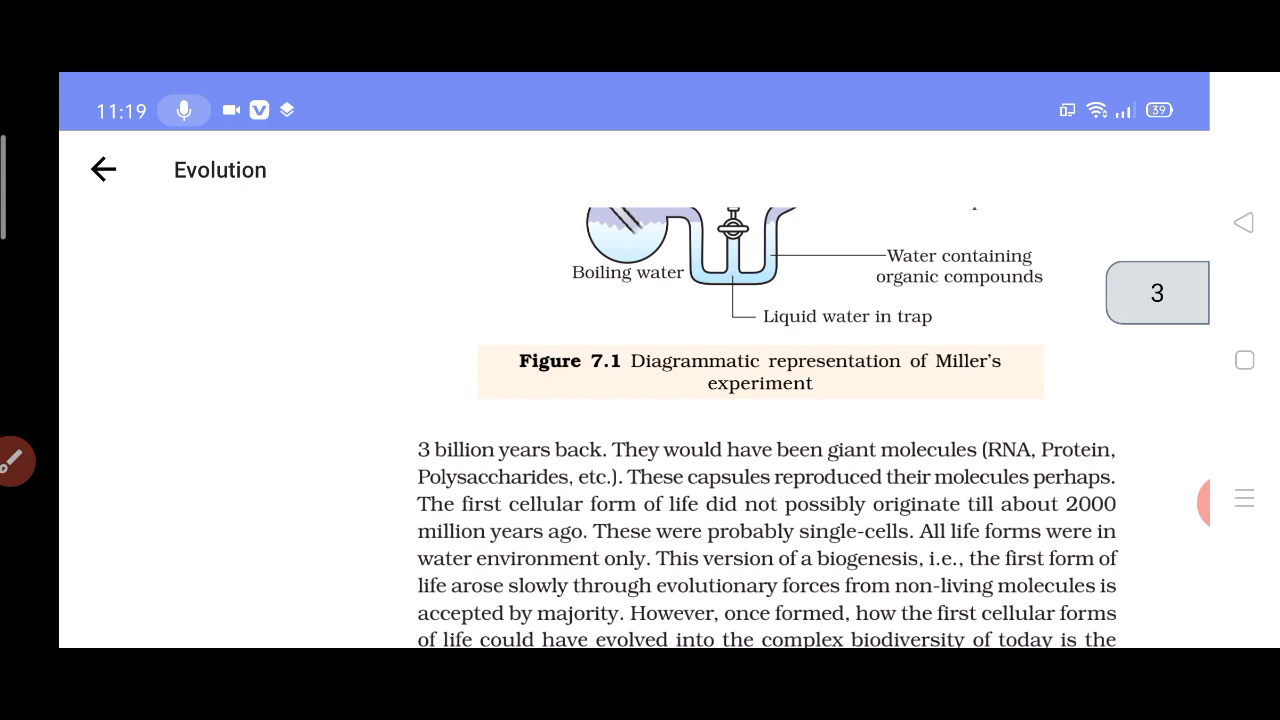 11:19
39
Evolution
Water containing
organic compounds
Boiling water
3
Liquid water in trap
Figure 7.1 Diagrammatic representation of Miller's
experiment
3 billion years back. They would have been giant molecules (RNA, Protein,
Polysaccharides, etc.). These capsules reproduced their molecules perhaps.
The first cellular form of life did not possibly originate till about 2000
million years ago. These were probably single-cells. All life forms were in
water environment only. This version of a biogenesis, i.e., the first form of
life arose slowly through evolutionary forces from non-living molecules is
accepted by majority. However, once formed, how the first cellular forms
of life could have evolved into the complex biodiversity of today is the